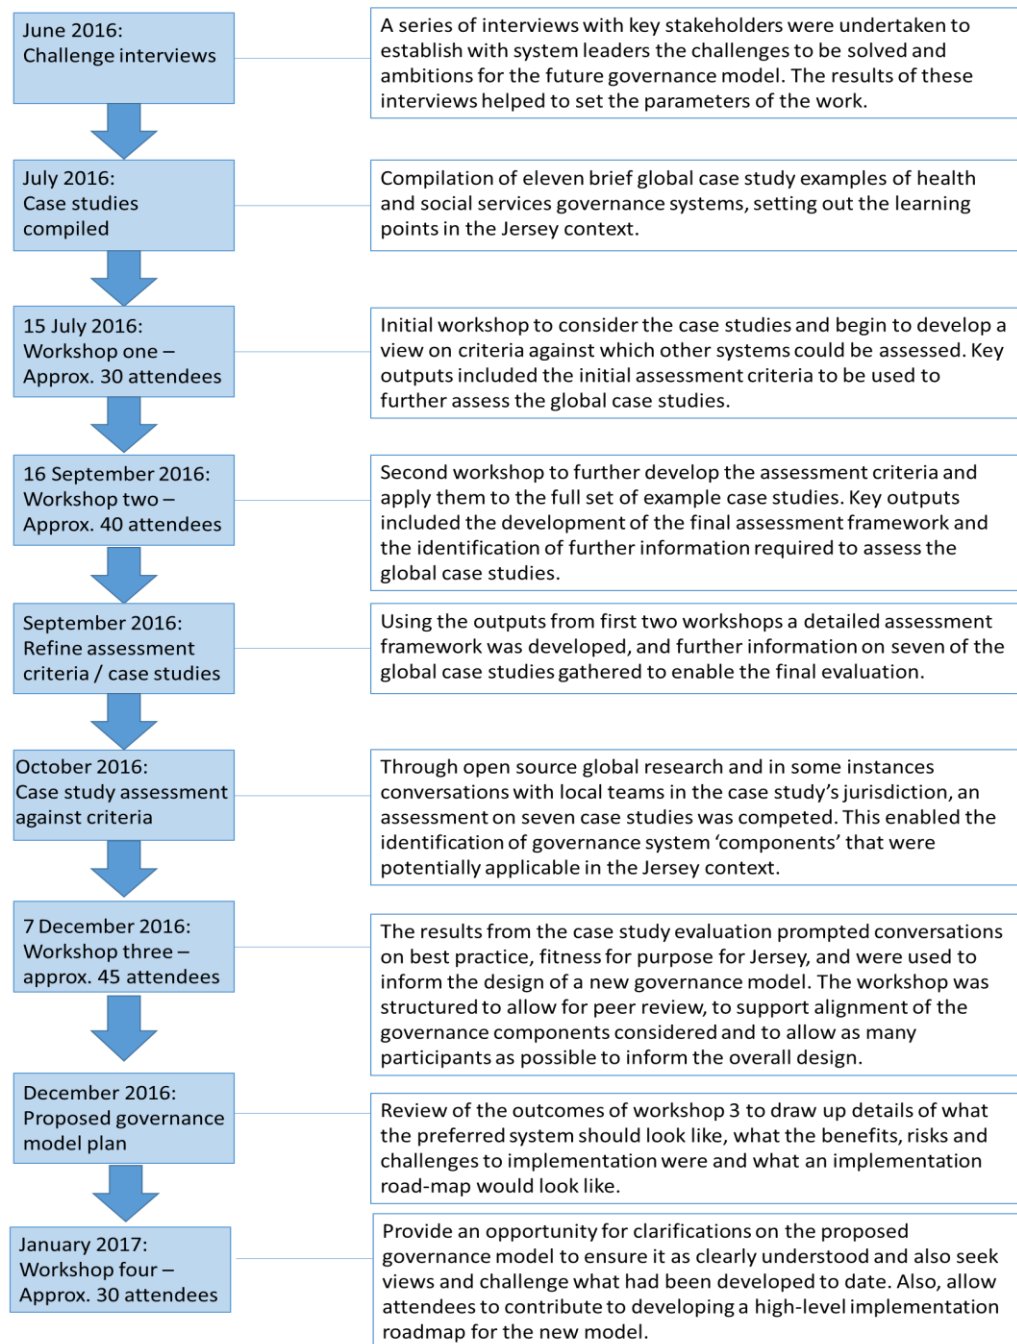 June 2016:
Challenge interviews
A series of interviews with key stakeholders were undertaken to
establish with system leaders the challenges to be solved and
ambitions for the future governance model. The results of these
interviews helped to set the parameters of the work.
July 2016:
Case studies
compiled
Compilation of eleven brief global case study examples of health
and social services governance systems, setting out the learning
points in the Jersey context.
15 July 2016:
Workshop one –
Approx. 30 attendees
Initial workshop to consider the case studies and begin to develop a
view on criteria against which other systems could be assessed. Key
outputs included the initial assessment criteria to be used to
further assess the global case studies.
16 September 2016:
Workshop two –
Approx. 40 attendees
Second workshop to further develop the assessment criteria and
apply them to the full set of example case studies. Key outputs
included the development of the final assessment framework and
the identification of further information required to assess the
global case studies.
September 2016:
Refine assessment
criteria / case studies
Using the outputs from first two workshops a detailed assessment
framework was developed, and further information on seven of the
global case studies gathered to enable the final evaluation.
October 2016:
Case study assessment
against criteria
Through open source global research and in some instances
conversations with local teams in the case study’s jurisdiction, an
assessment on seven case studies was competed. This enabled the
identification of governance system ‘components’ that were
potentially applicable in the Jersey context.
7 December 2016:
Workshop three –
approx. 45 attendees
The results from the case study evaluation prompted conversations
on best practice, fitness for purpose for Jersey, and were used to
inform the design of a new governance model. The workshop was
structured to allow for peer review, to support alignment of the
governance components considered and to allow as many
participants as possible to inform the overall design.
December 2016:
Proposed governance
model plan
Review of the outcomes of workshop 3 to draw up details of what
the preferred system should look like, what the benefits, risks and
challenges to implementation were and what an implementation
road-map would look like.
January 2017:
Workshop four –
Approx. 30 attendees
Provide an opportunity for clarifications on the proposed
governance model to ensure it as clearly understood and also seek
views and challenge what had been developed to date. Also, allow
attendees to contribute to developing a high-level implementation
roadmap for the new model.